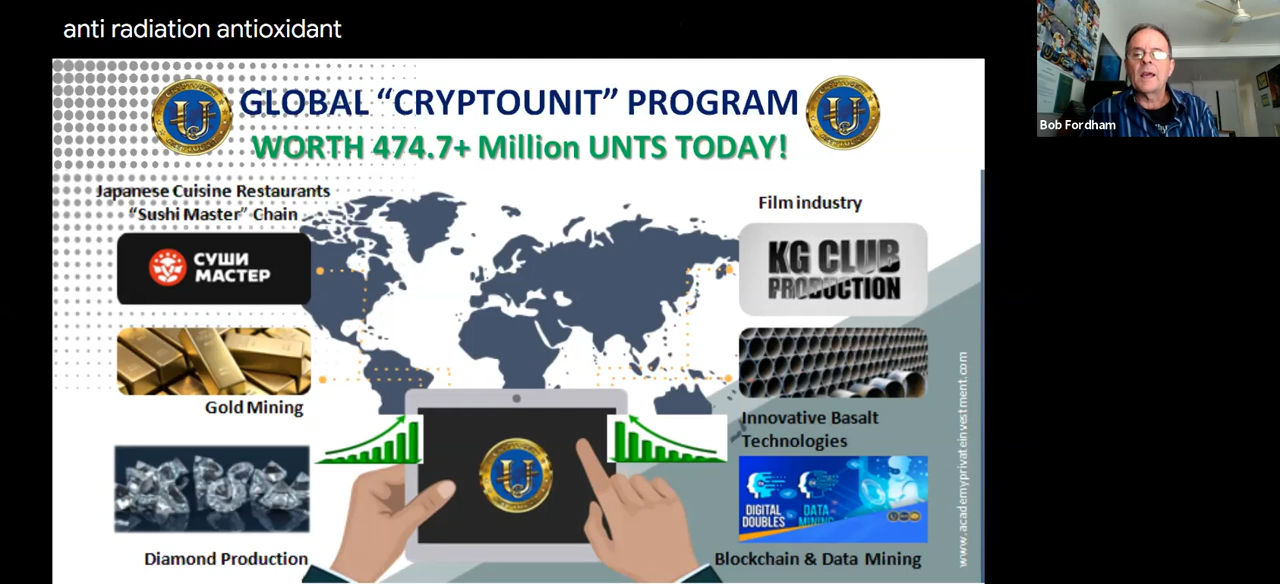 anti radiation antioxidant
GLOBAL “CRYPTOUNIT” PROGRAM
WORTH 474.7+ Million UNTS TODAY!
Japanese Cuisine Restaurants
“Sushi Master” Chain
СУШИ
МАСТЕР
Gold Mining
Diamond Production
Film industry
KG CLUB
PRODUCTION
Innovative Basalt
Technologies
DIGITAL
DOUBLES
DATA
MINING
Blockchain & Data Mining
www.academyprivateinvestment.com
Bob Fordham